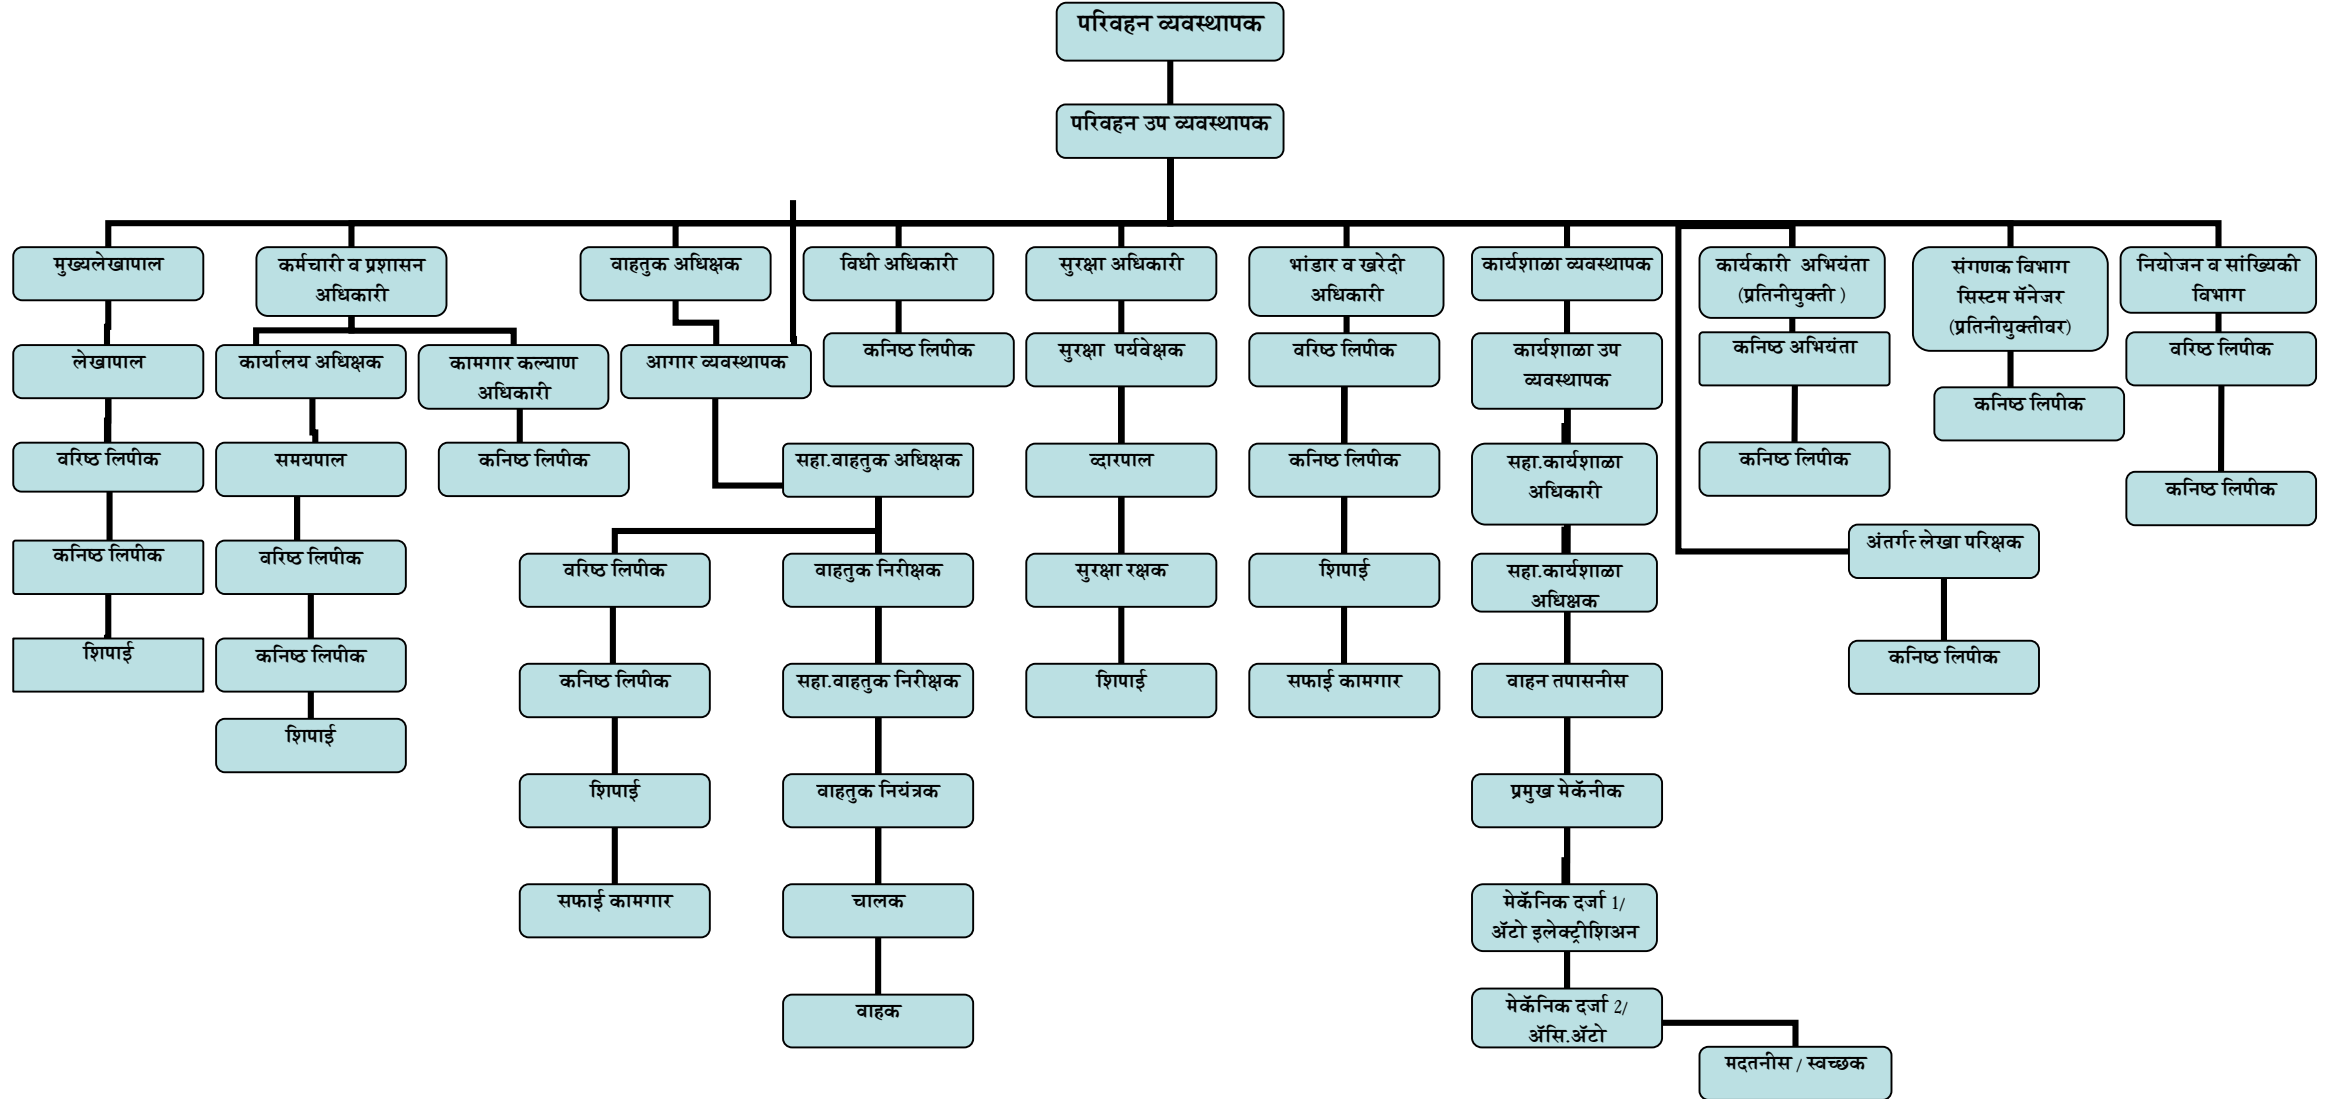 परिवहन व्यवस्थापक
परिवहन उप व्यवस्थापक
मुख्यलेखापाल
लेखापाल
वरिष्ठ लिपीक
कनिष्ठ लिपीक
शिपाई
कर्मचारी व प्रशासन
अधिकारी
कार्यालय अधिक्षक
समयपाल
वरिष्ठ लिपीक
कनिष्ठ लिपीक
शिपाई
कामगार कल्याण
अधिकारी
कनिष्ठ लिपीक
वाहतुक अधिक्षक
आगार व्यवस्थापक
सहा.वाहतुक अधिक्षक
वरिष्ठ लिपीक
कनिष्ठ लिपीक
शिपाई
सफाई कामगार
वाहतुक निरीक्षक
सहा.वाहतुक निरीक्षक
वाहतुक नियंत्रक
चालक
वाहक
विधी अधिकारी
कनिष्ठ लिपीक
सुरक्षा अधिकारी
सुरक्षा पर्यवेक्षक
व्दारपाल
सुरक्षा रक्षक
शिपाई
भांडार व खरेदी
अधिकारी
वरिष्ठ लिपीक
कनिष्ठ लिपीक
शिपाई
सफाई कामगार
कार्यशाळा व्यवस्थापक
कार्यशाळा उप
व्यवस्थापक
सहा.कार्यशाळा
अधिकारी
सहा.कार्यशाळा
अधिक्षक
वाहन तपासनीस
प्रमुख मेकॅनीक
मेकॅनिक दर्जा 1/
ॲटो इलेक्ट्रीशिअन
मेकॅनिक दर्जा 2/
ॲसि.ॲटो
मदतनीस / स्वच्छक
कार्यकारी अभियंता
(प्रतिनीयुक्ती )
कनिष्ठ अभियंता
कनिष्ठ लिपीक
अंतर्गत लेखा परिक्षक
कनिष्ठ लिपीक
संगणक विभाग
सिस्टम मॅनेजर
(प्रतिनीयुक्तीवर)
कनिष्ठ लिपीक
नियोजन व सांख्यिकी
विभाग
वरिष्ठ लिपीक
कनिष्ठ लिपीक